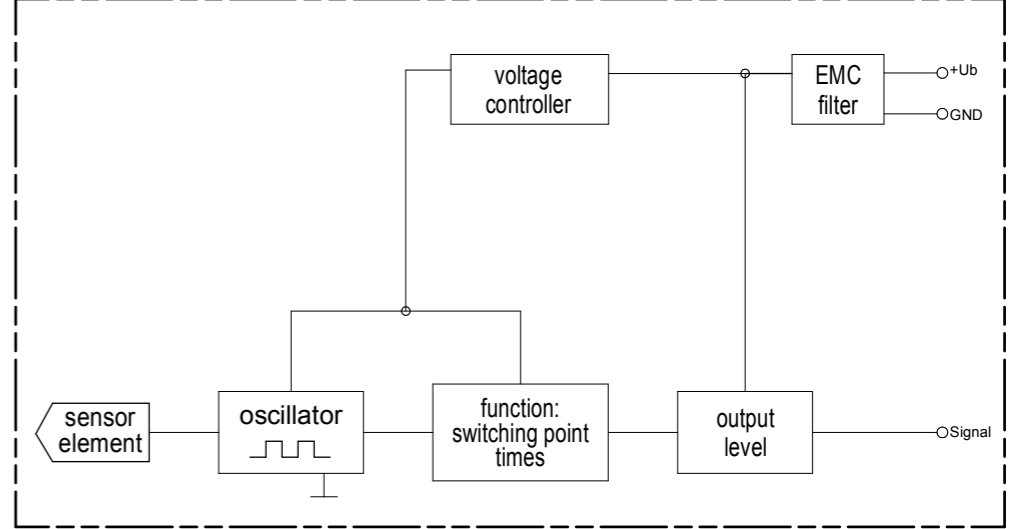 voltage
controller
EMC
filter
+Ub
GND
sensor
element
oscillator
function:
switching point
times
output
level
Signal